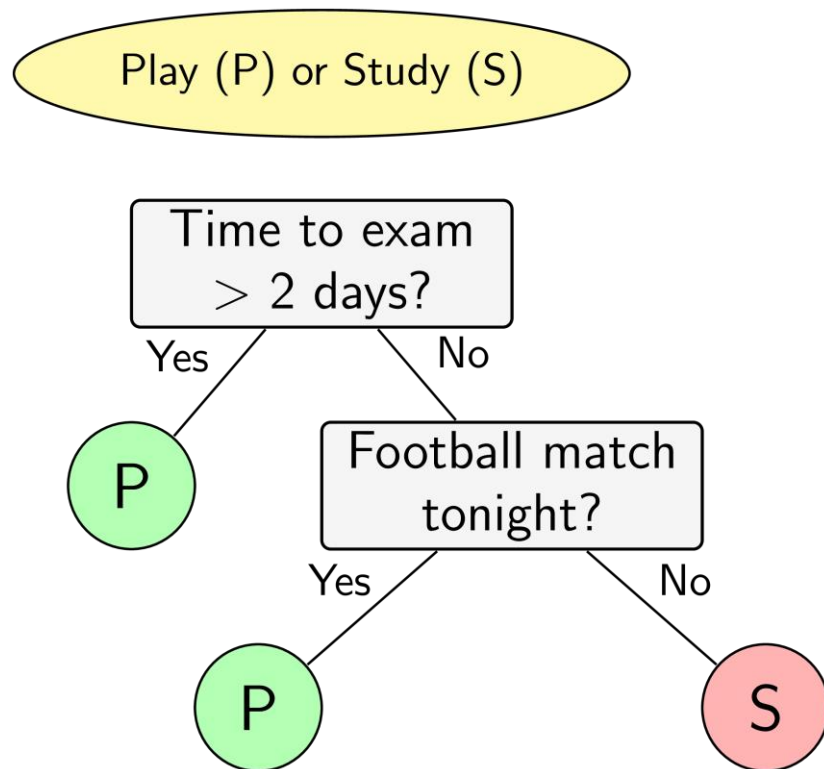 Play (P) or Study (S)
Time to exam
> 2 days?
Yes
No
P
Football match
tonight?
Yes
No
P
S